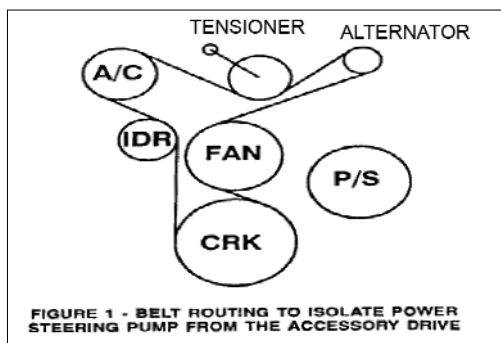 TENSIONER
ALTERNATOR
A/C
IDR
FAN
P/S
CRK
FIGURE 1 - BELT ROUTING TO ISOLATE POWER
STEERING PUMP FROM THE ACCESSORY DRIVE